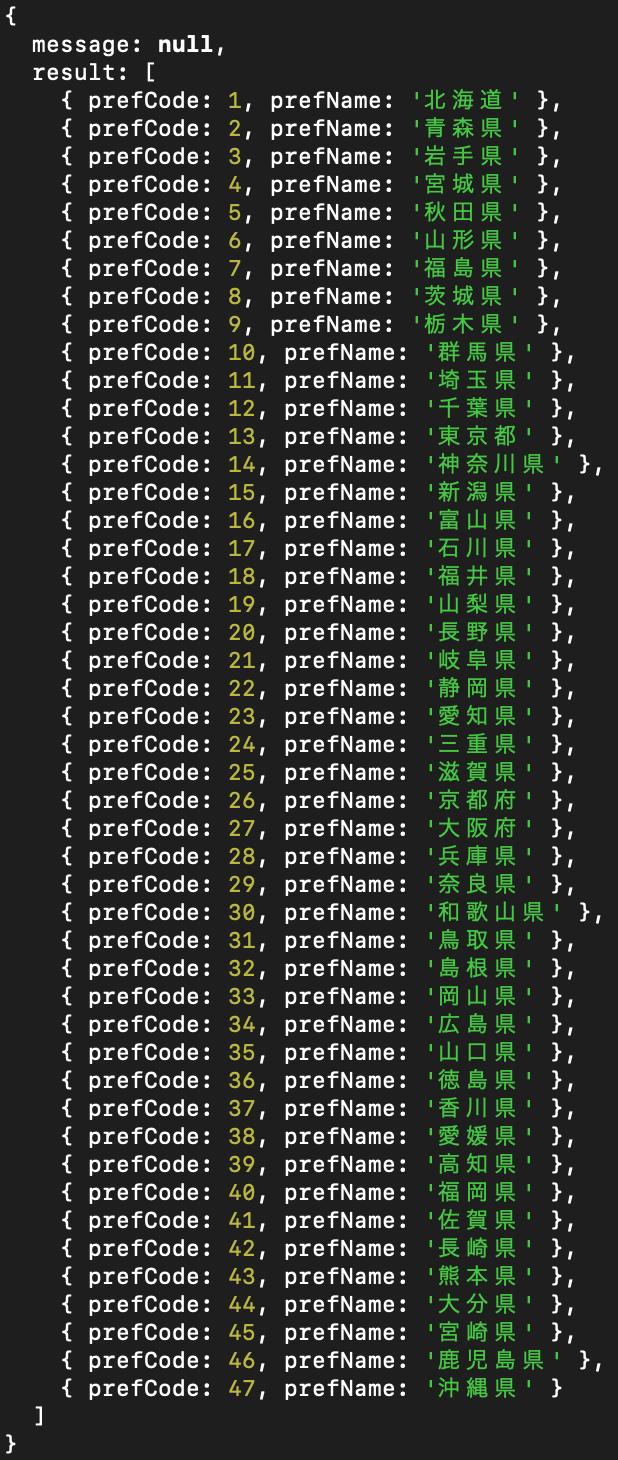 {
  message: null,
  result: [
    { prefCode: 1, prefName: '北海道' },
    { prefCode: 2, prefName: '青森県' },
    { prefCode: 3, prefName: '岩手県' },
    { prefCode: 4, prefName: '宮城県' },
    { prefCode: 5, prefName: '秋田県' },
    { prefCode: 6, prefName: '山形県' },
    { prefCode: 7, prefName: '福島県' },
    { prefCode: 8, prefName: '茨城県' },
    { prefCode: 9, prefName: '栃木県' },
    { prefCode: 10, prefName: '群馬県' },
    { prefCode: 11, prefName: '埼玉県' },
    { prefCode: 12, prefName: '千葉県' },
    { prefCode: 13, prefName: '東京都' },
    { prefCode: 14, prefName: '神奈川県' },
    { prefCode: 15, prefName: '新潟県' },
    { prefCode: 16, prefName: '富山県' },
    { prefCode: 17, prefName: '石川県' },
    { prefCode: 18, prefName: '福井県' },
    { prefCode: 19, prefName: '山梨県' },
    { prefCode: 20, prefName: '長野県' },
    { prefCode: 21, prefName: '岐阜県' },
    { prefCode: 22, prefName: '静岡県' },
    { prefCode: 23, prefName: '愛知県' },
    { prefCode: 24, prefName: '三重県' },
    { prefCode: 25, prefName: '滋賀県' },
    { prefCode: 26, prefName: '京都府' },
    { prefCode: 27, prefName: '大阪府' },
    { prefCode: 28, prefName: '兵庫県' },
    { prefCode: 29, prefName: '奈良県' },
    { prefCode: 30, prefName: '和歌山県' },
    { prefCode: 31, prefName: '鳥取県' },
    { prefCode: 32, prefName: '島根県' },
    { prefCode: 33, prefName: '岡山県' },
    { prefCode: 34, prefName: '広島県' },
    { prefCode: 35, prefName: '山口県' },
    { prefCode: 36, prefName: '徳島県' },
    { prefCode: 37, prefName: '香川県' },
    { prefCode: 38, prefName: '愛媛県' },
    { prefCode: 39, prefName: '高知県' },
    { prefCode: 40, prefName: '福岡県' },
    { prefCode: 41, prefName: '佐賀県' },
    { prefCode: 42, prefName: '長崎県' },
    { prefCode: 43, prefName: '熊本県' },
    { prefCode: 44, prefName: '大分県' },
    { prefCode: 45, prefName: '宮崎県' },
    { prefCode: 46, prefName: '鹿児島県' },
    { prefCode: 47, prefName: '沖縄県' }
  ]
}